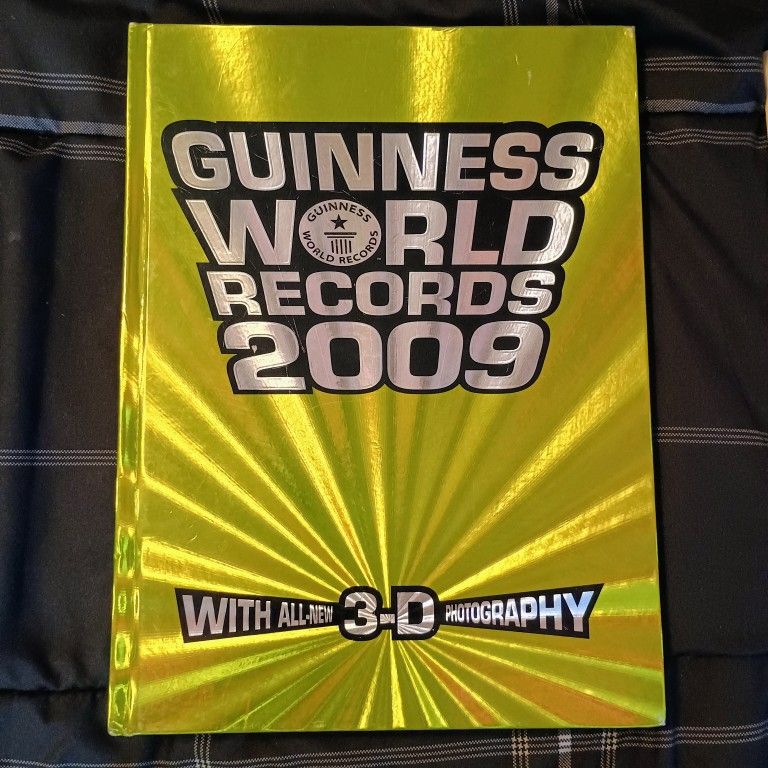 GUINNESS
WORLD
GUINNESS
WORLD RECORDS
RECORDS
2009
WITH ALL-NEW 3-D PHOTOGRAPHY